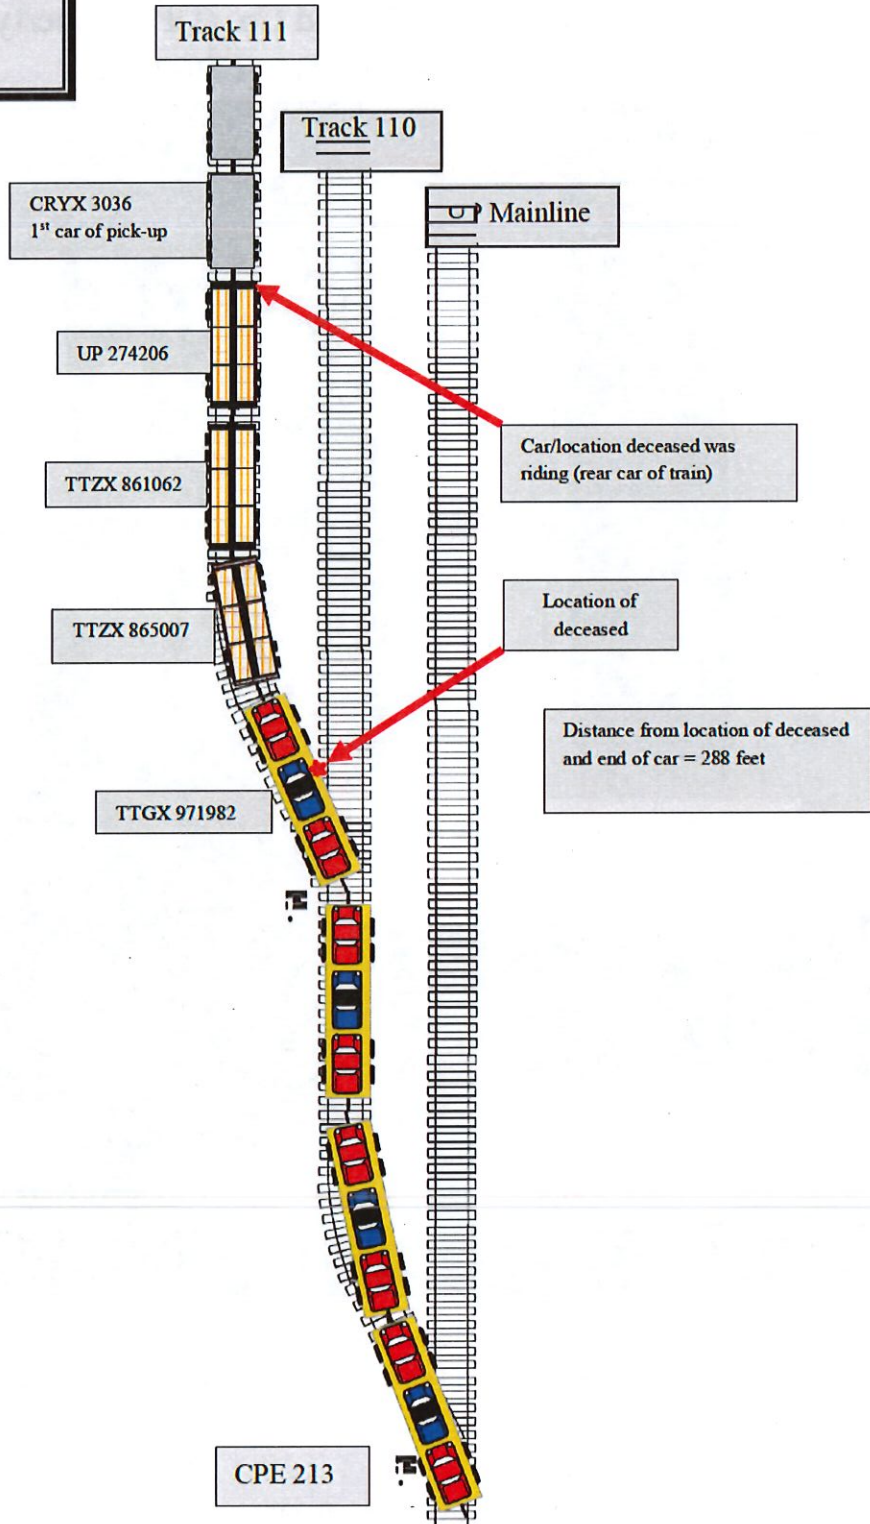 Track 111
Track 110
Mainline
CRYX 3036
1st car of pick-up
UP 274206
Car/location deceased was
riding (rear car of train)
TTZX 861062
Location of
deceased
TTZX 865007
Distance from location of deceased
and end of car = 288 feet
TTGX 971982
CPE 213